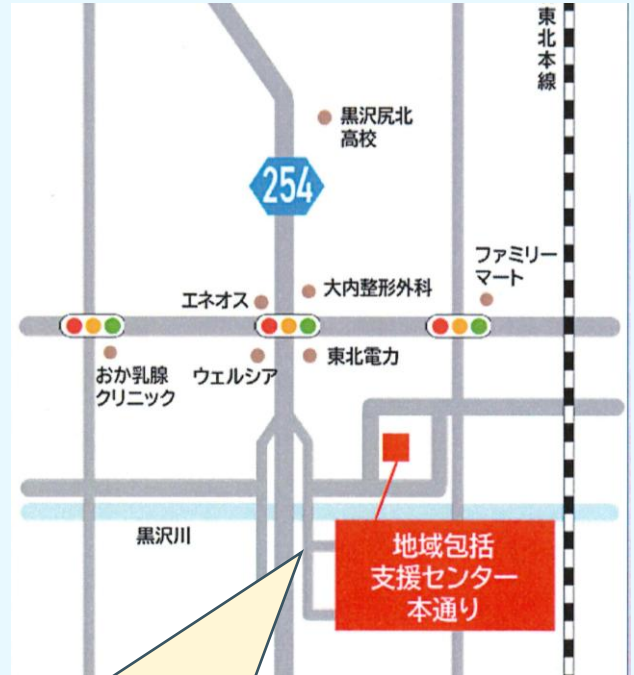 東北本線
黒沢尻北
高校
254
ファミリー
マート
エネオス
大内整形外科
おか乳腺
クリニック
ウェルシア
東北電力
黒沢川
地域包括
支援センター
本通り